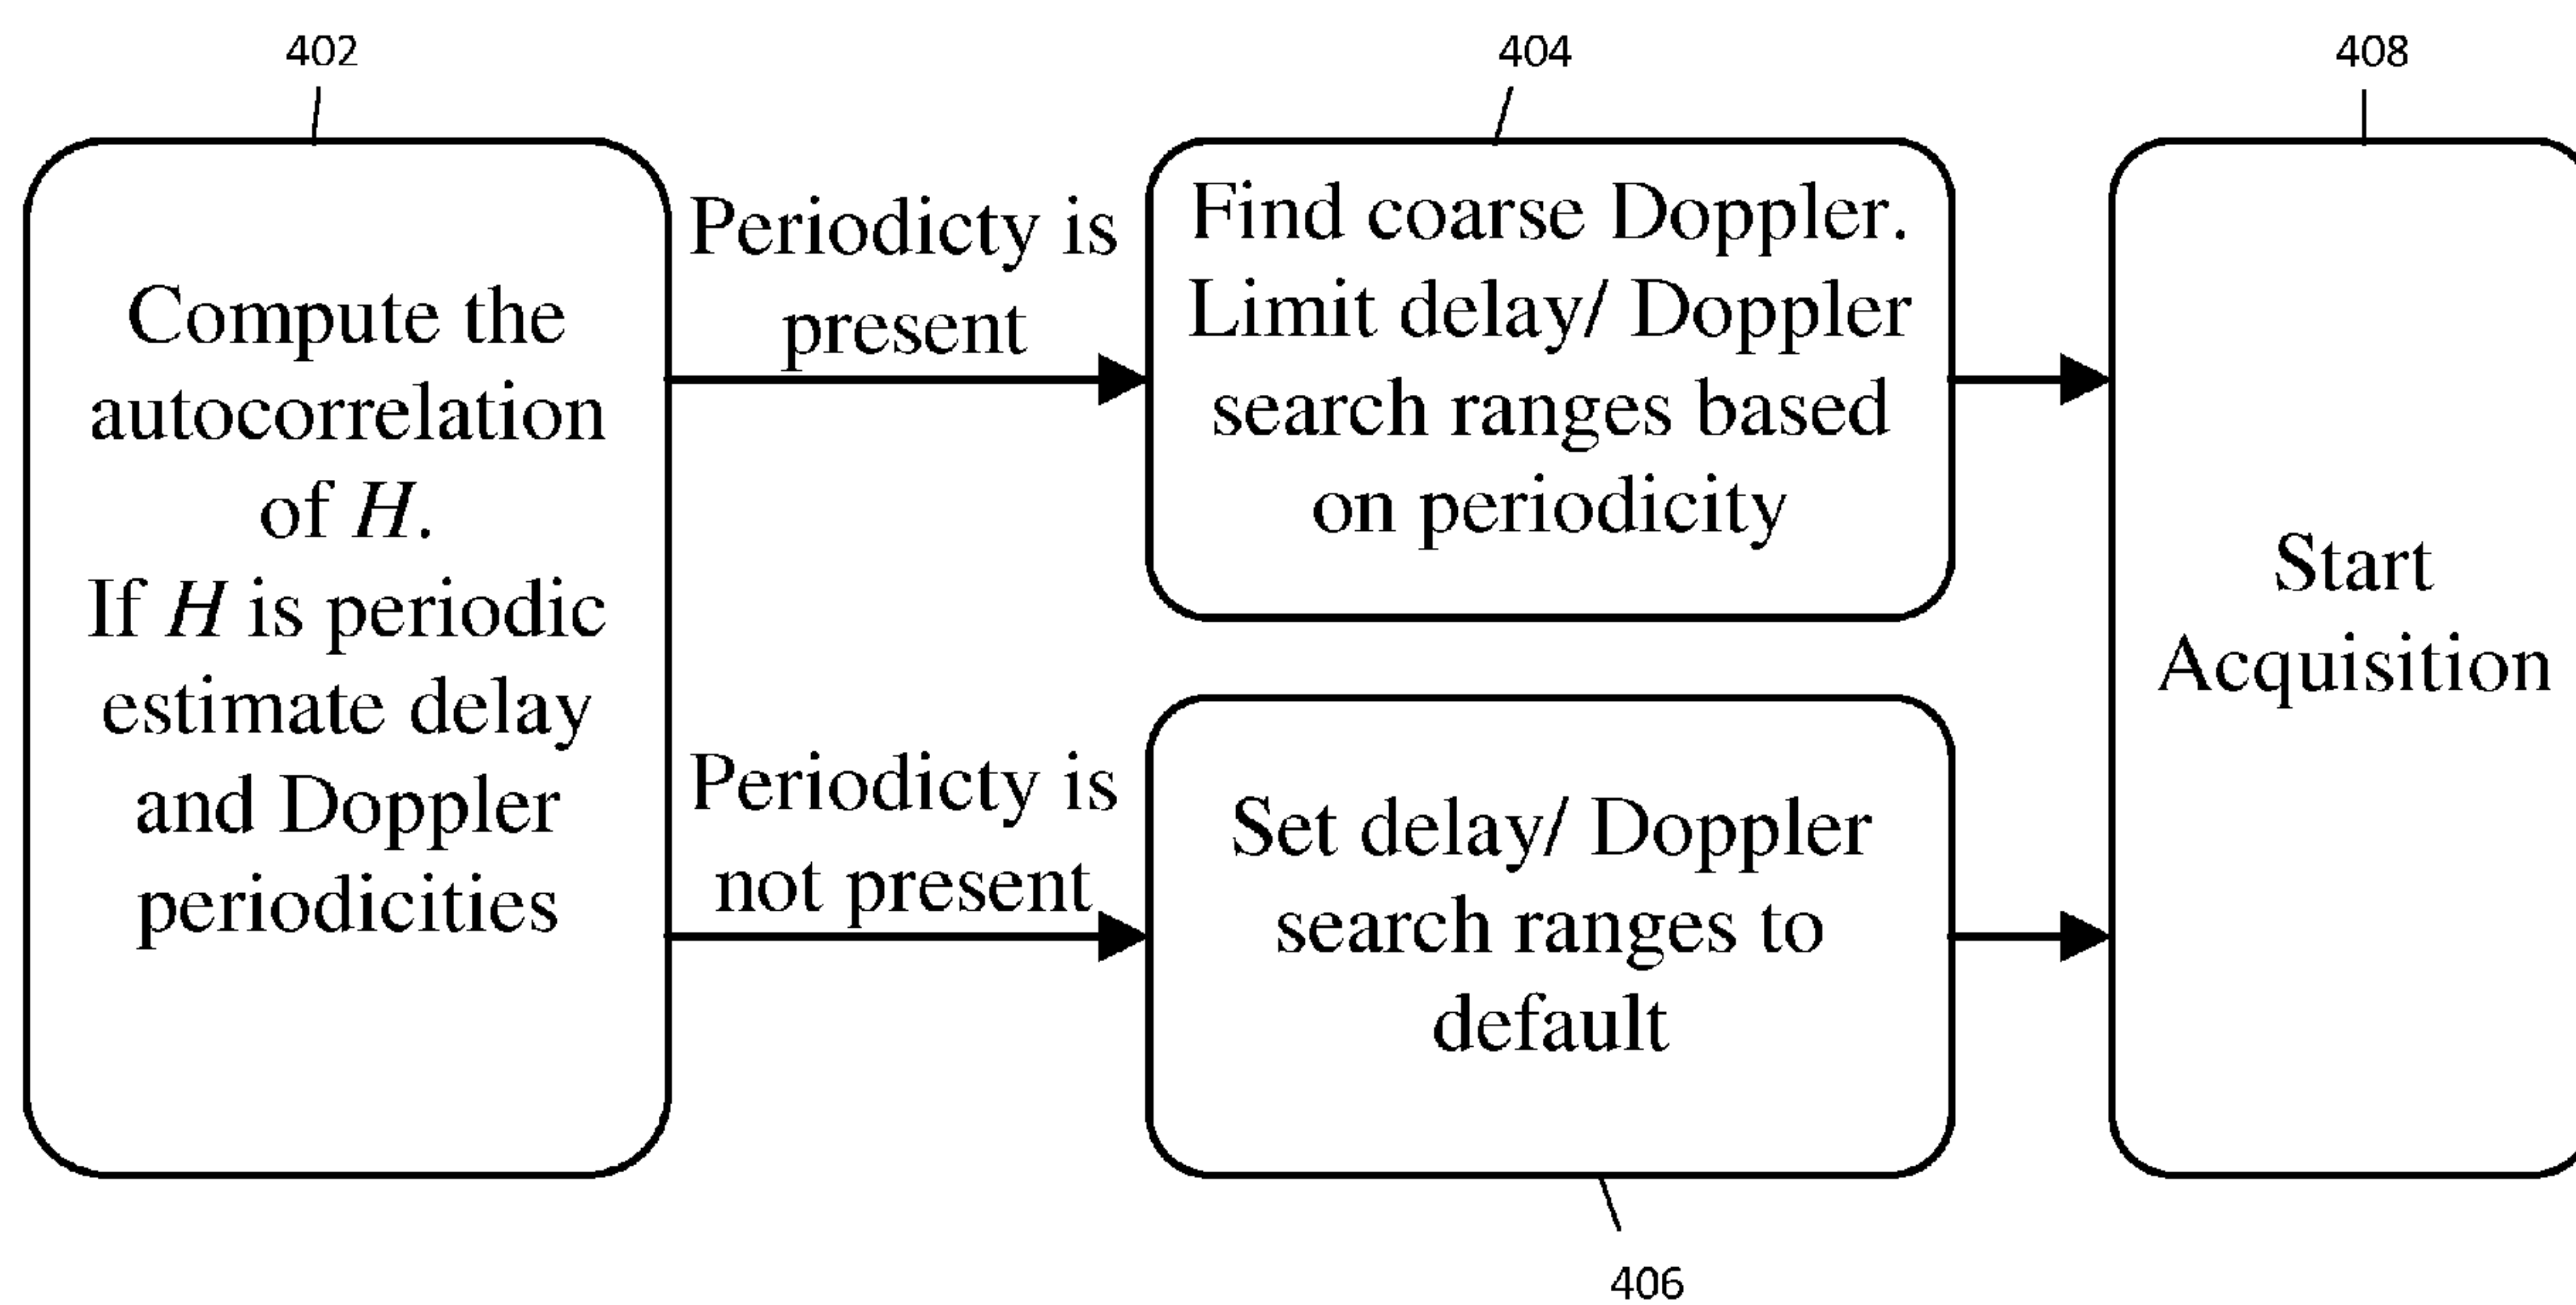 402
Compute the
autocorrelation
of H.
If H is periodic
estimate delay
and Doppler
periodicities
Periodicty is
present
Periodicty is
not present
404
Find coarse Doppler.
Limit delay/ Doppler
search ranges based
on periodicity
Set delay/ Doppler
search ranges to
default
406
408
Start
Acquisition